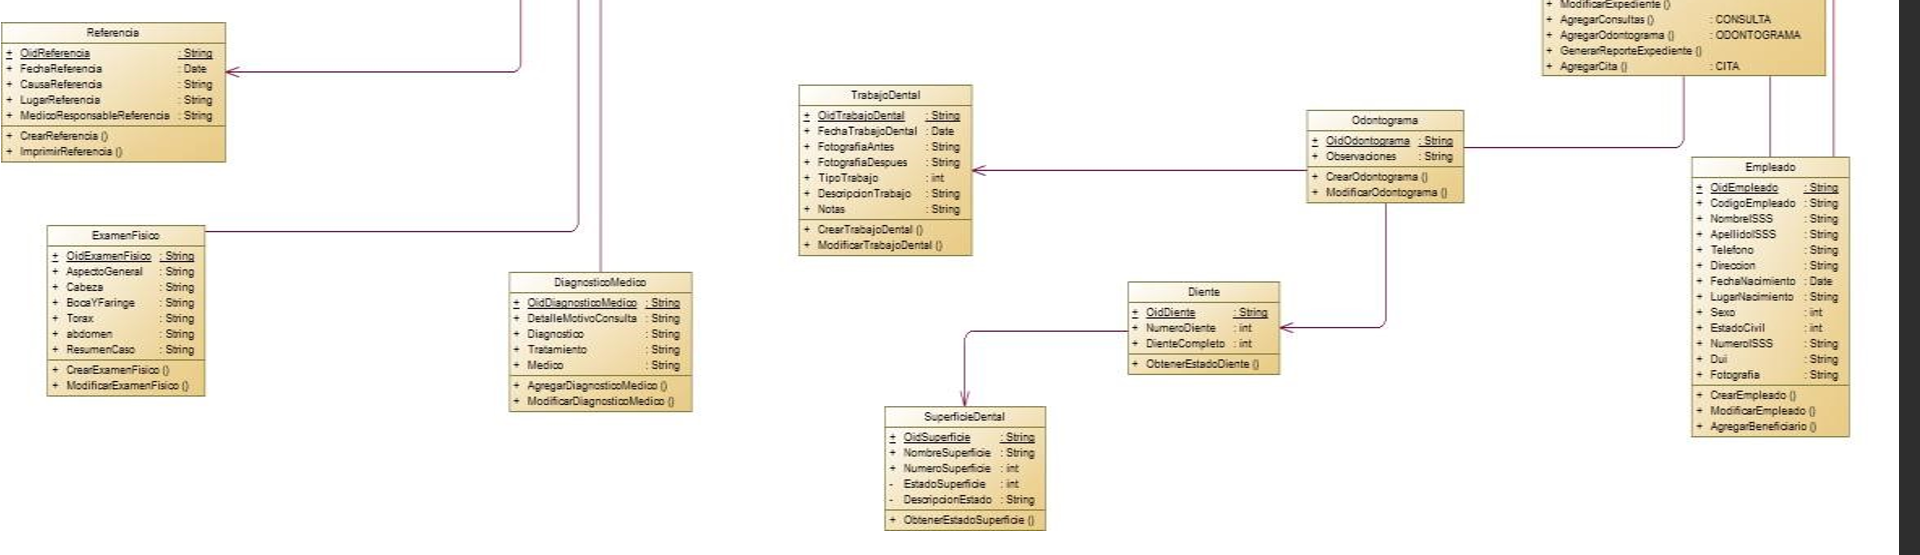 Referencia
+ OidReferencia : String
+ FechaReferencia : Date
+ CausaReferencia : String
+ LugarReferencia : String
+ MedicoResponsableReferencia : String
+ CrearReferencia ()
+ ImprimirReferencia ()
ExamenFisico
+ OidExamenFisico : String
+ AspectoGeneral : String
+ Cabeza : String
+ BocaYFaringe : String
+ Torax : String
+ abdomen : String
+ ResumenCaso : String
+ CrearExamenFisico ()
+ ModificarExamenFisico ()
DiagnosticoMedico
+ OidDiagnosticoMedico : String
+ DetalleMotivoConsulta : String
+ Diagnostico : String
+ Tratamiento : String
+ Medico : String
+ AgregarDiagnosticoMedico ()
+ ModificarDiagnosticoMedico ()
TrabajoDental
+ OidTrabajoDental : String
+ FechaTrabajoDental : Date
+ FotografiaAntes : String
+ FotografiaDespues : String
+ TipoTrabajo : int
+ DescripcionTrabajo : String
+ Notas : String
+ CrearTrabajoDental ()
+ ModificarTrabajoDental ()
SuperficieDental
+ OidSuperficie : String
+ NombreSuperficie : String
+ NumeroSuperficie : int
- EstadoSuperficie : int
- DescripcionEstado : String
+ ObtenerEstadoSuperficie ()
Diente
+ OidDiente : String
+ NumeroDiente : int
+ DienteCompleto : int
+ ObtenerEstadoDiente ()
Odontograma
+ OidOdontograma : String
+ Observaciones : String
+ CrearOdontograma ()
+ ModificarOdontograma ()
+ ModificarExpediente ()
+ AgregarConsultas () : CONSULTA
+ AgregarOdontograma () : ODONTOGRAMA
+ GenerarReporteExpediente ()
+ AgregarCita () : CITA
Empleado
+ OidEmpleado : String
+ CodigoEmpleado : String
+ NombreISSS : String
+ ApellidoISSS : String
+ Telefono : String
+ Direccion : String
+ FechaNacimiento : Date
+ LugarNacimiento : String
+ Sexo : int
+ EstadoCivil : int
+ NumeroISSS : String
+ Dui : String
+ Fotografia : String
+ CrearEmpleado ()
+ ModificarEmpleado ()
+ AgregarBeneficiario ()